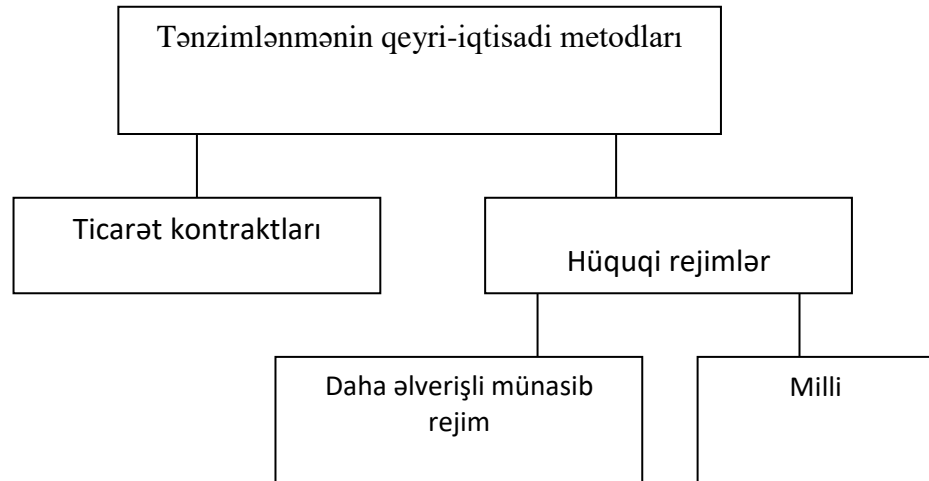 Tənzimlənmənin qeyri-iqtisadi metodları
Ticarət kontraktları
Hüquqi rejimlər
Daha əlverişli münasib
rejim
Milli